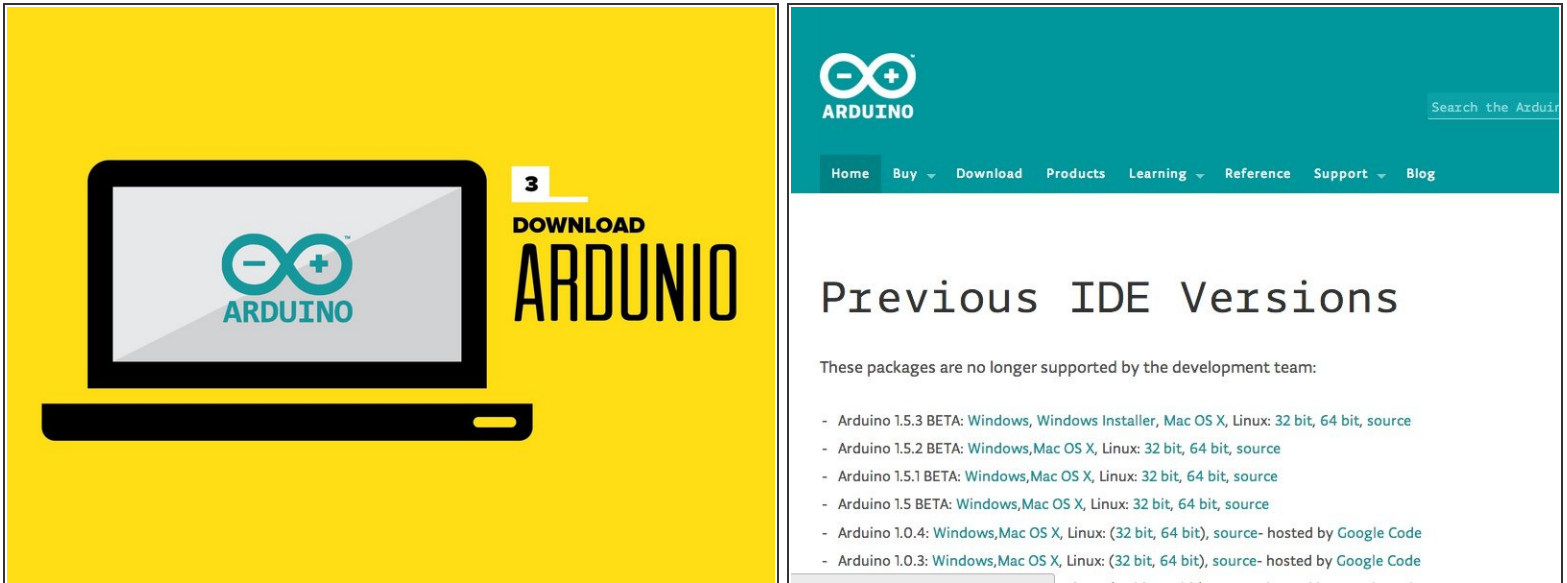 3
DOWNLOAD
ARDUNIO
ARDUINO
ARDUINO
Search the
Home Buy Download Products Learning Reference Support Blog
Previous IDE Versions
These packages are no longer supported by the development team:
- Arduino 1.5.3 BETA: Windows, Windows Installer, Mac OS X, Linux: 32 bit, 64 bit, source
- Arduino 1.5.2 BETA: Windows,Mac OS X, Linux: 32 bit, 64 bit, source
- Arduino 1.5.1 BETA: Windows,Mac OS X, Linux: 32 bit, 64 bit, source
- Arduino 1.5 BETA: Windows,Mac OS X, Linux: 32 bit, 64 bit, source
- Arduino 1.0.4: Windows,Mac OS X, Linux: (32 bit, 64 bit), source- hosted by Google Code
- Arduino 1.0.3: Windows,Mac OS X, Linux: (32 bit, 64 bit), source- hosted by Google Code